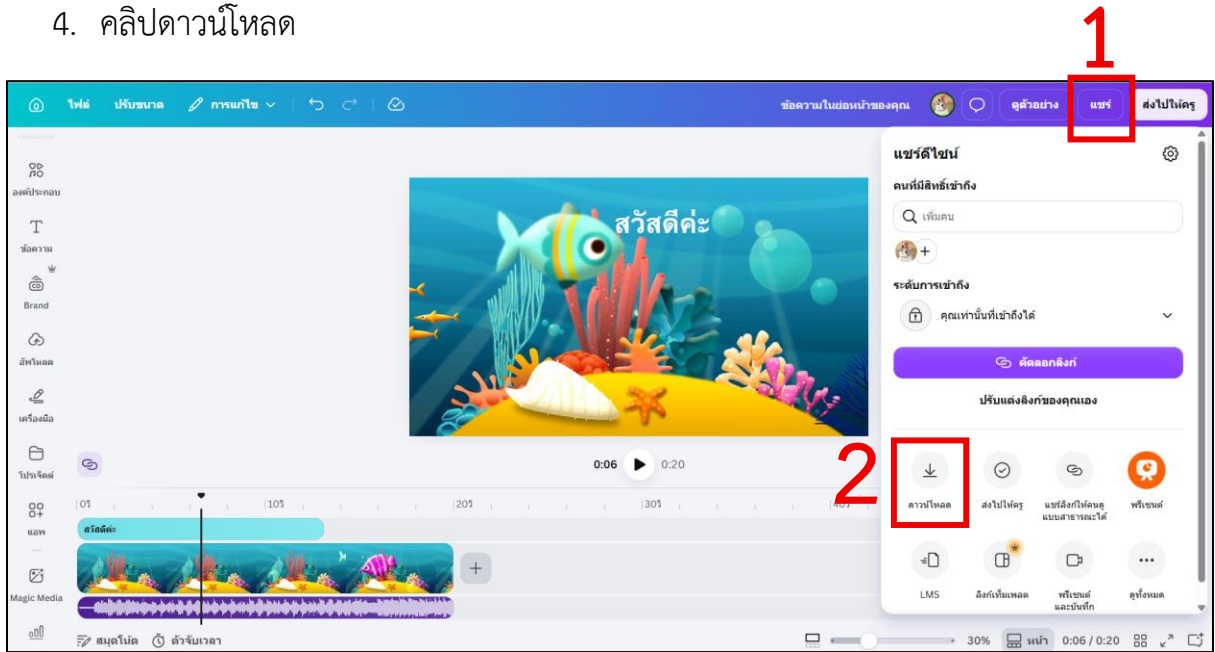 4. คลิปดาวน์โหลด
1
ไฟล์ ปรับขนาด การแก้ไข ข้อความในย่อหน้าของคุณ ดูตัวอย่าง แชร์ ส่งไปให้ครู
แชร์ดีไซน์
คนที่มีสิทธิ์เข้าถึง
เพิ่มคน
ระดับการเข้าถึง
คุณเท่านั้นที่เข้าถึงได้
คัดลอกลิงก์
ปรับแต่งลิงก์ของคุณเอง
2
ดาวน์โหลด ส่งไปให้ครู แชร์ลิงก์ให้คนดู พรีเซนต์
แบบสาธารณะได้
LMS ลิงก์เท็มเพลต พรีเซนต์ ดูทั้งหมด
และบันทึก
องค์ประกอบ
ข้อความ
Brand
อัพโหลด
เครื่องมือ
โปรเจ็คต์
แอพ
Magic Media
สวัสดีค่ะ
0:06 0:20
0วิ 10วิ 20วิ 30วิ 40วิ
สวัสดีค่ะ
สมุดโน้ต ตัวจับเวลา 30% หน้า 0:06 / 0:20